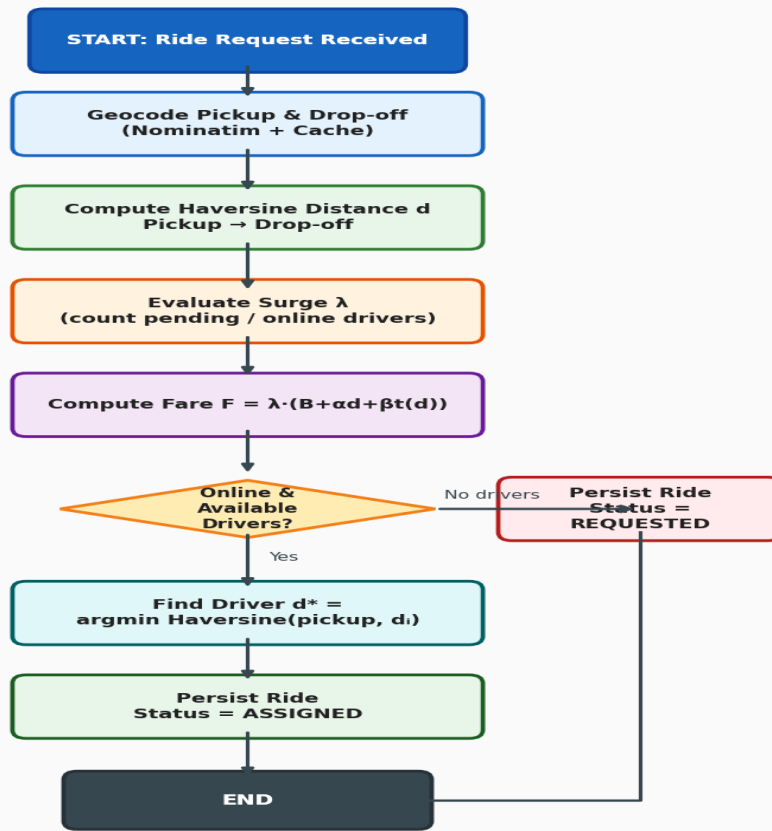 START: Ride Request Received
Geocode Pickup & Drop-off
(Nominatim + Cache)
Compute Haversine Distance d
Pickup → Drop-off
Evaluate Surge λ
(count pending / online drivers)
Compute Fare F = λ·(B+αd+βt(d))
Online &
Available
Drivers?
No drivers
Persist Ride
Status =
REQUESTED
Yes
Find Driver d* =
argmin Haversine(pickup, dᵢ)
Persist Ride
Status = ASSIGNED
END